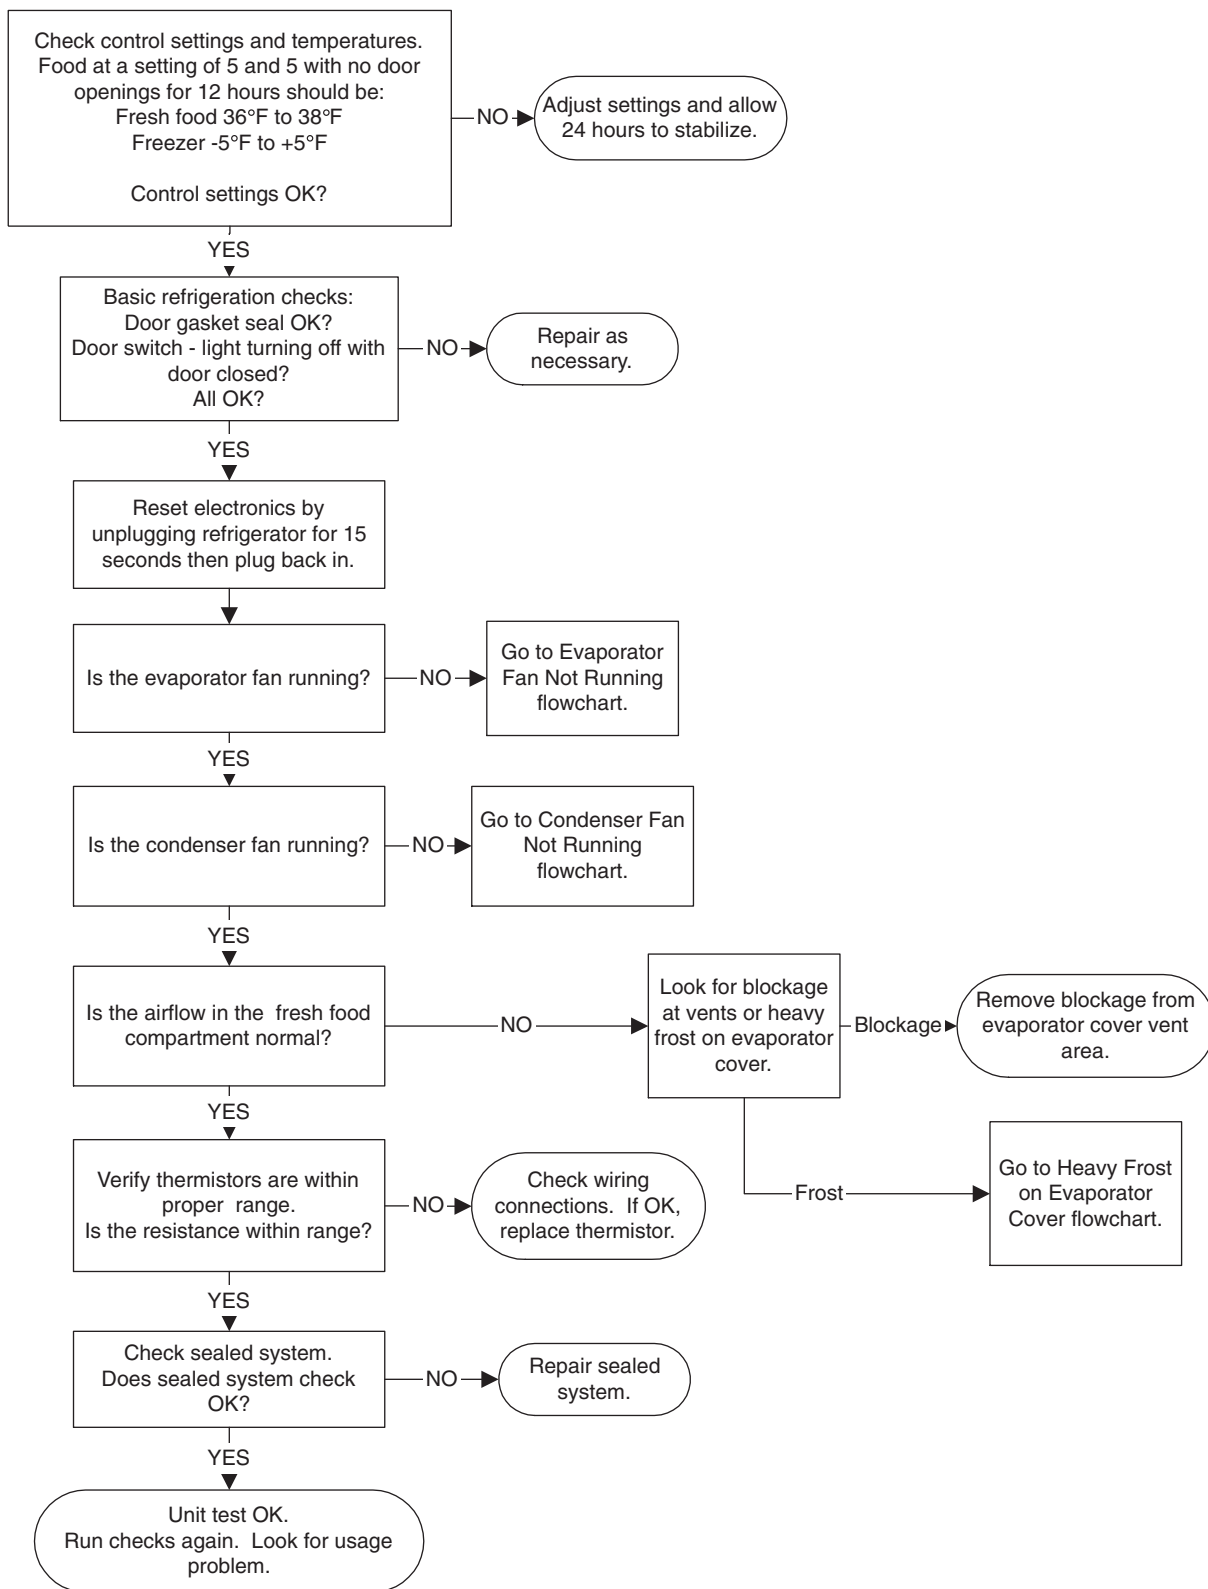 Check control settings and temperatures.
Food at a setting of 5 and 5 with no door
openings for 12 hours should be:
Fresh food 36°F to 38°F
Freezer -5°F to +5°F
Control settings OK?
NO
Adjust settings and allow
24 hours to stabilize.
YES
Basic refrigeration checks:
Door gasket seal OK?
Door switch - light turning off with
door closed?
All OK?
NO
Repair as
necessary.
YES
Reset electronics by
unplugging refrigerator for 15
seconds then plug back in.
Is the evaporator fan running?
NO
Go to Evaporator
Fan Not Running
flowchart.
YES
Is the condenser fan running?
NO
Go to Condenser Fan
Not Running
flowchart.
YES
Is the airflow in the fresh food
compartment normal?
NO
Look for blockage
at vents or heavy
frost on evaporator
cover.
Blockage
Remove blockage from
evaporator cover vent
area.
Frost
Go to Heavy Frost
on Evaporator
Cover flowchart.
YES
Verify thermistors are within
proper range.
Is the resistance within range?
NO
Check wiring
connections. If OK,
replace thermistor.
YES
Check sealed system.
Does sealed system check
OK?
NO
Repair sealed
system.
YES
Unit test OK.
Run checks again. Look for usage
problem.